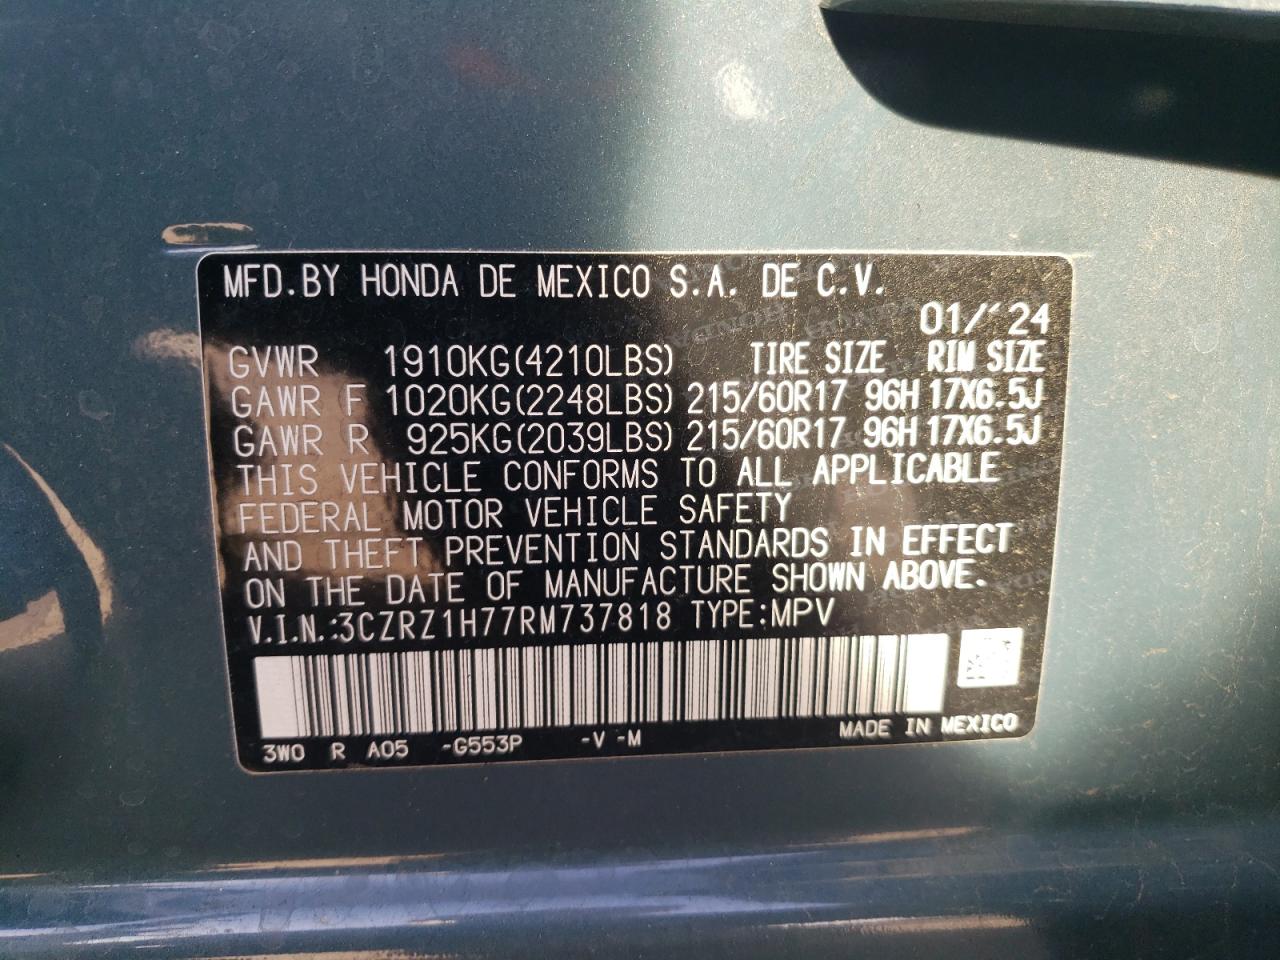 MFD.BY HONDA DE MEXICO S.A. DE C.V.
01/'24
GVWR 1910KG(4210LBS) TIRE SIZE RIM SIZE
GAWR F 1020KG(2248LBS) 215/60R17 96H 17X6.5J
GAWR R 925KG(2039LBS) 215/60R17 96H 17X6.5J
THIS VEHICLE CONFORMS TO ALL APPLICABLE
FEDERAL MOTOR VEHICLE SAFETY
AND THEFT PREVENTION STANDARDS IN EFFECT
ON THE DATE OF MANUFACTURE SHOWN ABOVE.
V.I.N.:3CZRZ1H77RM737818 TYPE:MPV
3W0 R A05 -G553P -V -M MADE IN MEXICO